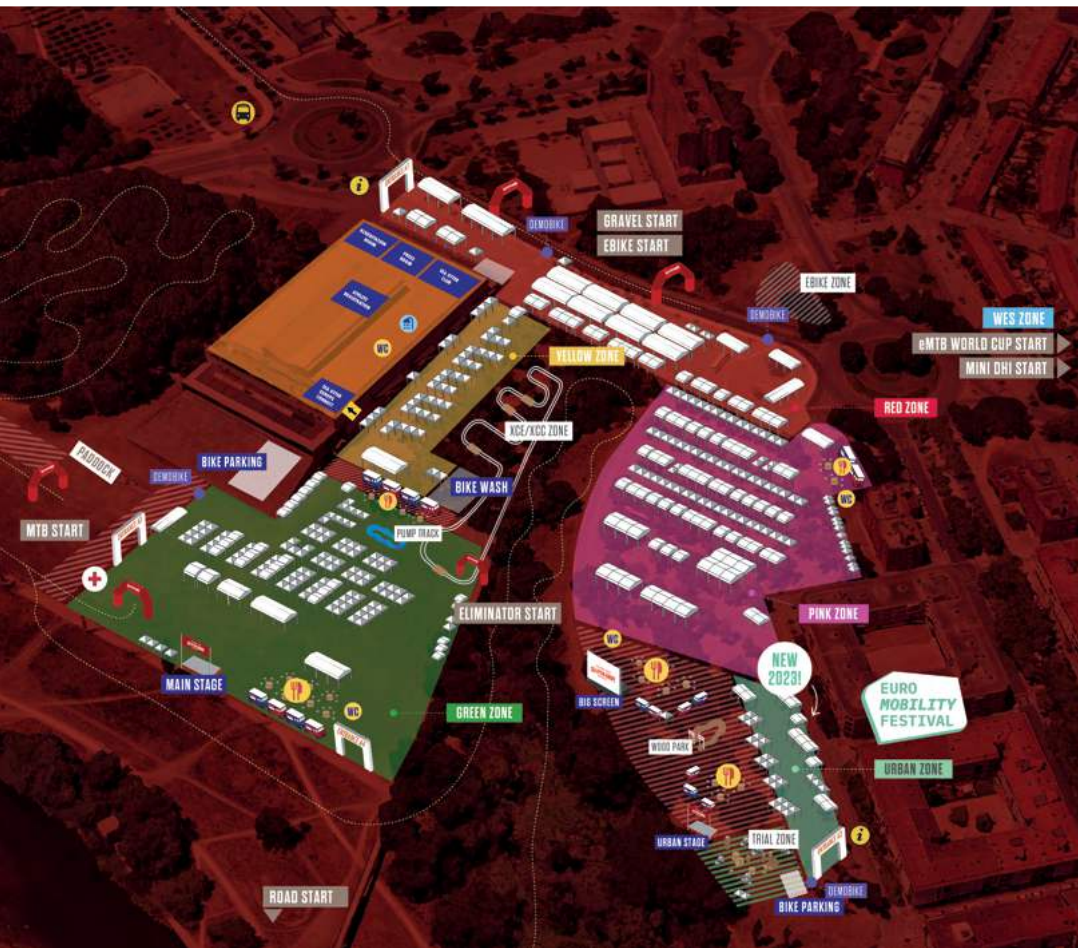 DEMOBIKE
GRAVEL START
EBIKE START
EBIKE ZONE
DEMOBIKE
WES ZONE
eMTB WORLD CUP START
MINI DHI START
YELLOW ZONE
WC
RED ZONE
XCE/XCC ZONE
PADDOCK
BIKE PARKING
DEMOBIKE
BIKE WASH
WC
MTB START
PUMP TRACK
ELIMINATOR START
PINK ZONE
WC
NEW
2023!
MAIN STAGE
BIG SCREEN
EURO
MOBILITY
FESTIVAL
WC
GREEN ZONE
WOOD PARK
URBAN ZONE
URBAN STAGE
TRIAL ZONE
ROAD START
DEMOBIKE
BIKE PARKING